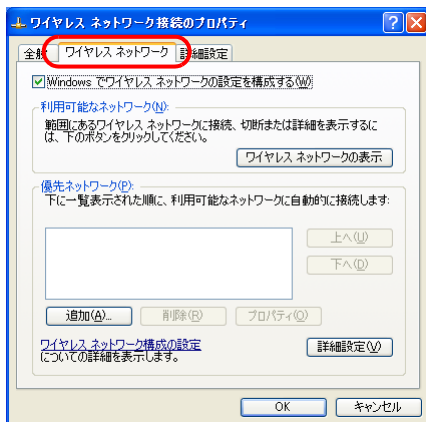 ワイヤレス ネットワーク接続のプロパティ
全般 ワイヤレス ネットワーク 詳細設定
Windows でワイヤレス ネットワークの設定を構成する(W)
利用可能なネットワーク(N):
範囲にあるワイヤレス ネットワークに接続、切断または詳細を表示するに
は、下のボタンをクリックしてください。
ワイヤレス ネットワークの表示
優先ネットワーク(P):
下に一覧表示された順に、利用可能なネットワークに自動的に接続します:
上へ(U)
下へ(D)
追加(A)... 削除(R) プロパティ(O)
ワイヤレス ネットワーク構成の設定
についての詳細を表示します。
詳細設定(V)
OK キャンセル